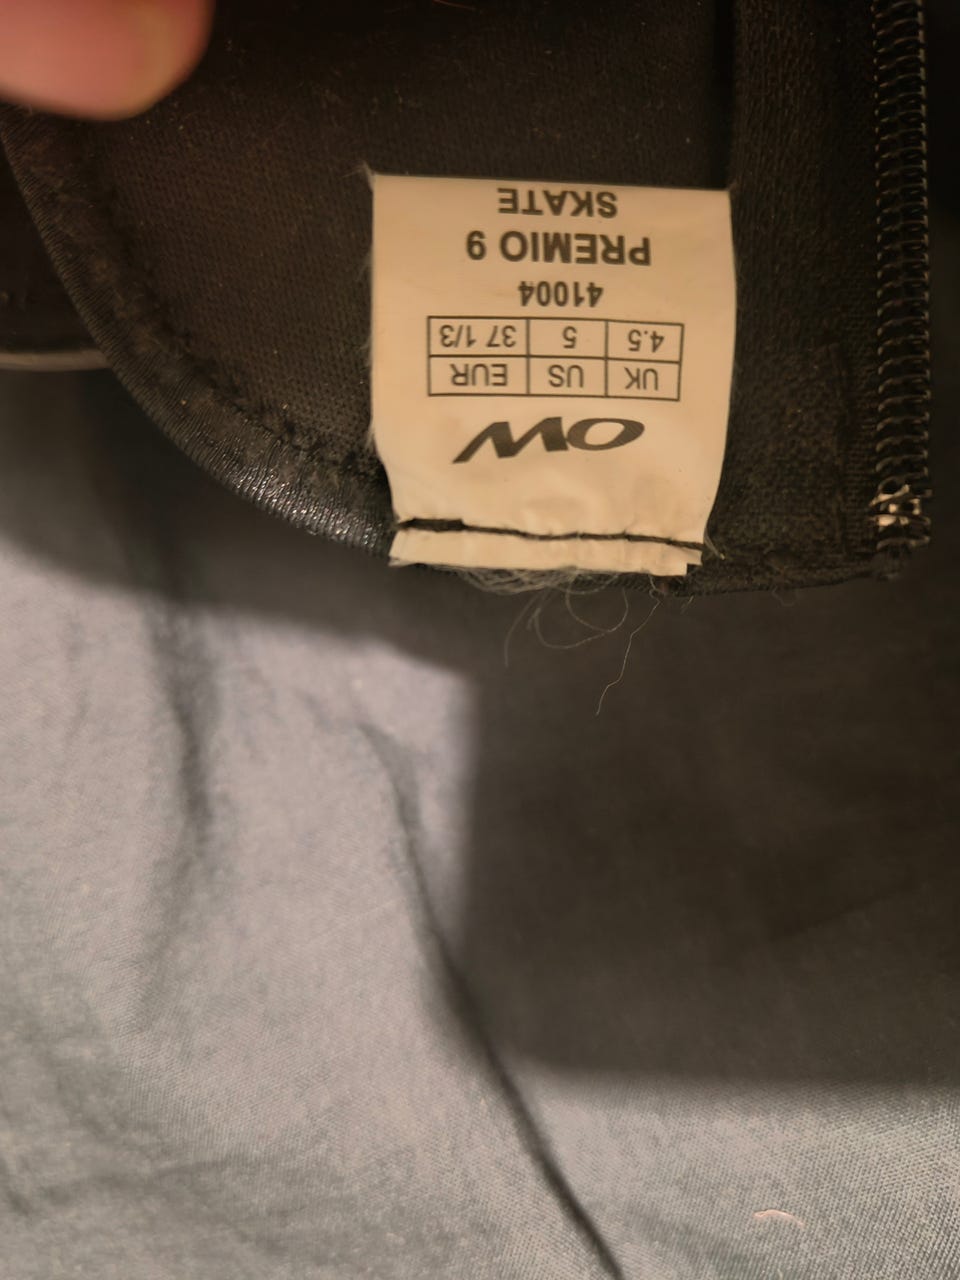 OW
UK US EUR
4.5 5 37 1/3
41004
PREMIO 9
SKATE